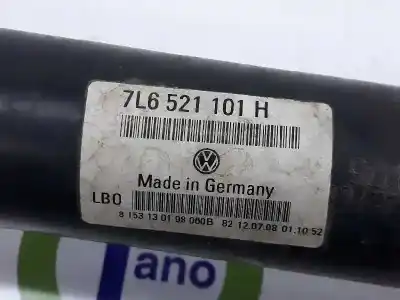 7L6 521 101 H
Made in Germany
LBO
8 153 13 01 98 000B 82 12.07.08 01.10 52
ano